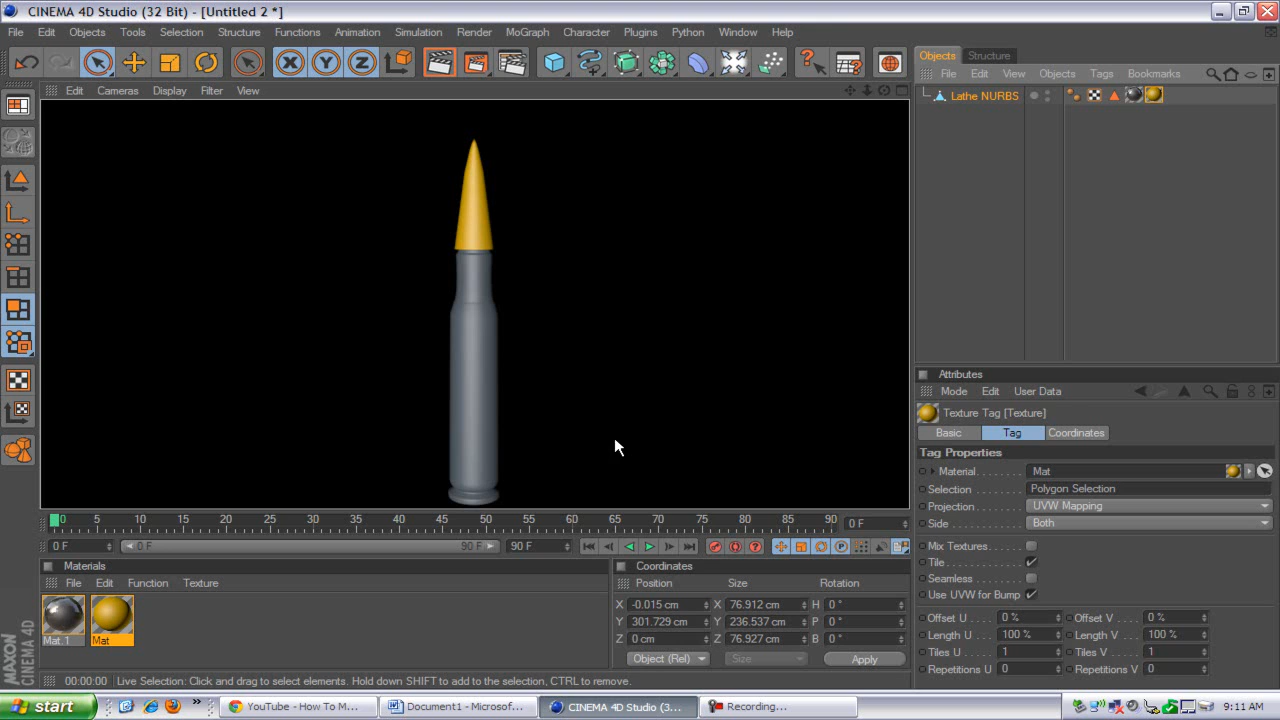 CINEMA 4D Studio (32 Bit) - [Untitled 2 *]
File Edit Objects Tools Selection Structure Functions Animation Simulation Render MoGraph Character Plugins Python Window Help
X Y Z
Objects Structure
File Edit View Objects Tags Bookmarks
Lathe NURBS
Edit Cameras Display Filter View
Attributes
Mode Edit User Data
Texture Tag [Texture]
Basic Tag Coordinates
Tag Properties
Material Mat
Selection Polygon Selection
Projection UVW Mapping
Side Both
Mix Textures
Tile
Seamless
Use UVW for Bump
Offset U 0 % Offset V 0 %
Length U 100 % Length V 100 %
Tiles U 1 Tiles V 1
Repetitions U 0 Repetitions V 0
0 5 10 15 20 25 30 35 40 45 50 55 60 65 70 75 80 85 90 0 F
0 F 0 F 90 F 90 F
Materials
File Edit Function Texture
Mat.1 Mat
Coordinates
Position Size Rotation
X -0.015 cm X 76.912 cm H 0 °
Y 301.729 cm Y 236.537 cm P 0 °
Z 0 cm Z 76.927 cm B 0 °
Object (Rel) Size Apply
MAXON
CINEMA 4D
00:00:00 Live Selection: Click and drag to select elements. Hold down SHIFT to add to the selection, CTRL to remove.
start YouTube - How To M... Document1 - Microsof... CINEMA 4D Studio (3... Recording... 9:11 AM